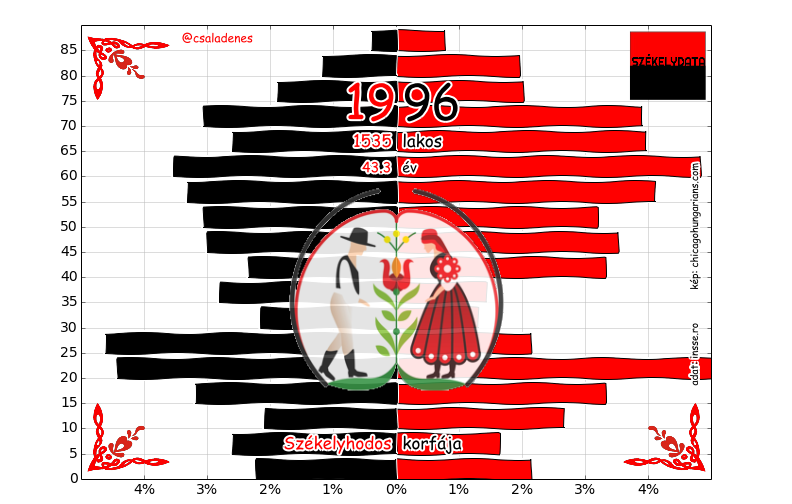 @csaladenes
SZÉKELYDATA
1996
1535 lakos
43.3 év
kép: chicagohungarians.com
adat: insse.ro
Székelyhodos korfája
85
80
75
70
65
60
55
50
45
40
35
30
25
20
15
10
5
0
4% 3% 2% 1% 0% 1% 2% 3% 4%